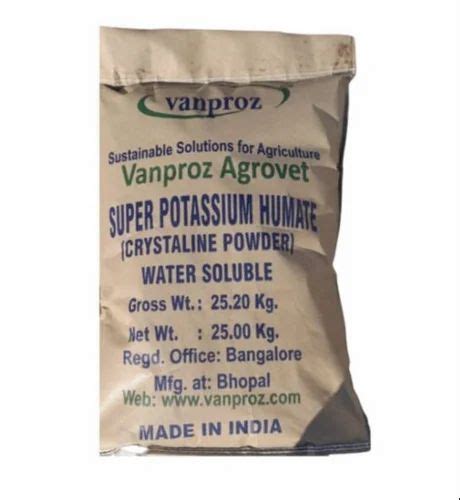 vanproz
Sustainable Solutions for Agriculture
Vanproz Agrovet
SUPER POTASSIUM HUMATE
(CRYSTALINE POWDER)
WATER SOLUBLE
Gross Wt.: 25.20 Kg.
Net Wt. : 25.00 Kg.
Regd. Office: Bangalore
Mfg. at: Bhopal
Web: www.vanproz.com
MADE IN INDIA